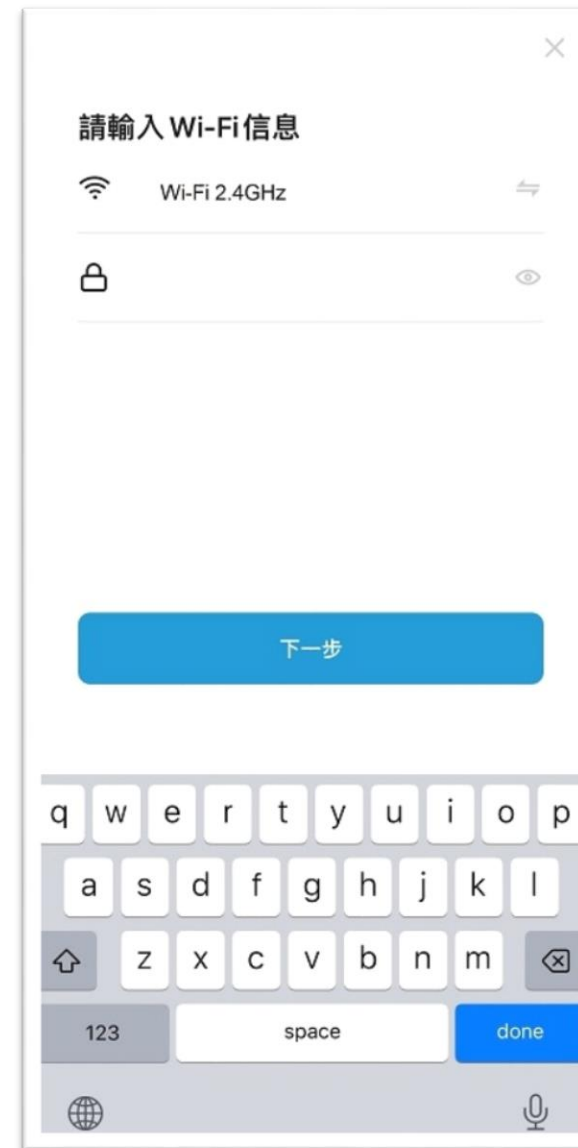 請輸入Wi-Fi信息
Wi-Fi 2.4GHz
下一步
q w e r t y u i o p
a s d f g h j k l
z x c v b n m
123 space done